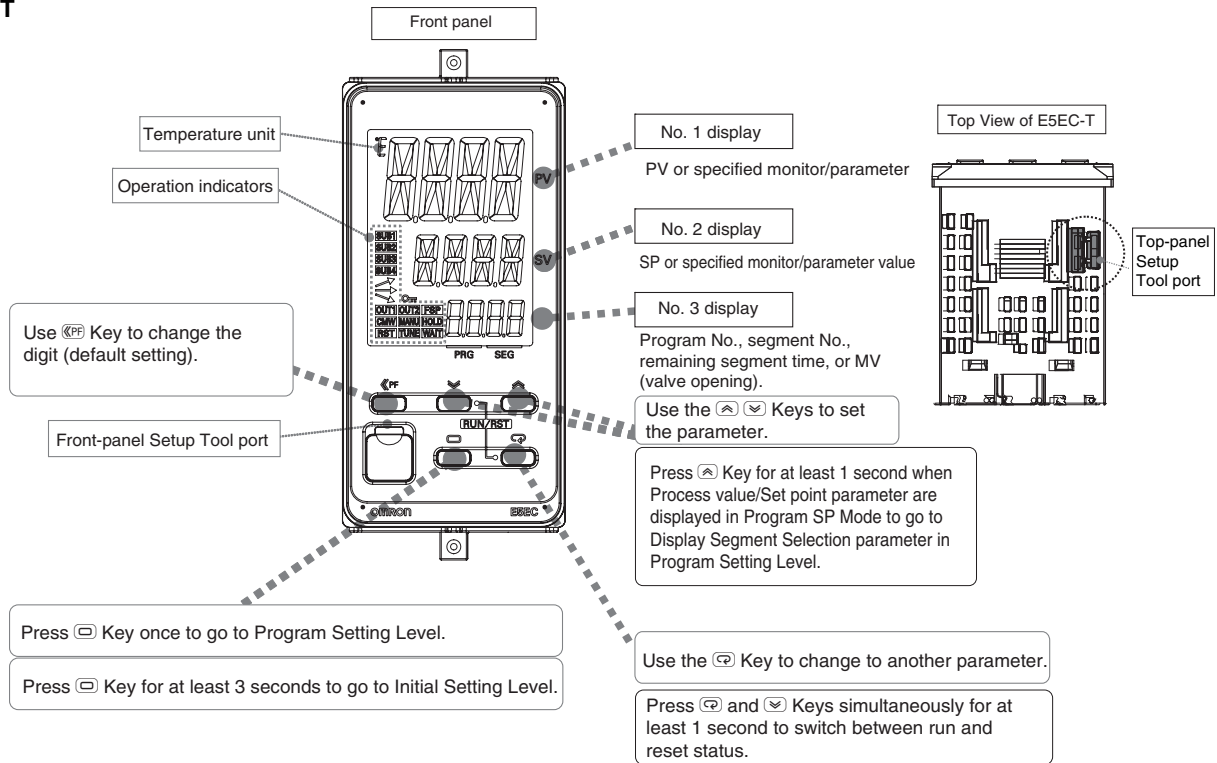 T
Front panel
Temperature unit
Operation indicators
No. 1 display
PV or specified monitor/parameter
No. 2 display
SP or specified monitor/parameter value
No. 3 display
Program No., segment No.,
remaining segment time, or MV
(valve opening).
Top View of E5EC-T
Top-panel
Setup
Tool port
°F
PV
SUB1
SUB2
SUB3
SUB4
SV
OUT1 OUT2 FSP
CMW MANU HOLD
RST TUNE WAIT
PRG SEG
PF
RUN/RST
omron E5EC
Use PF Key to change the
digit (default setting).
Front-panel Setup Tool port
Use the Keys to set
the parameter.
Press Key for at least 1 second when
Process value/Set point parameter are
displayed in Program SP Mode to go to
Display Segment Selection parameter in
Program Setting Level.
Press Key once to go to Program Setting Level.
Press Key for at least 3 seconds to go to Initial Setting Level.
Use the Key to change to another parameter.
Press and Keys simultaneously for at
least 1 second to switch between run and
reset status.